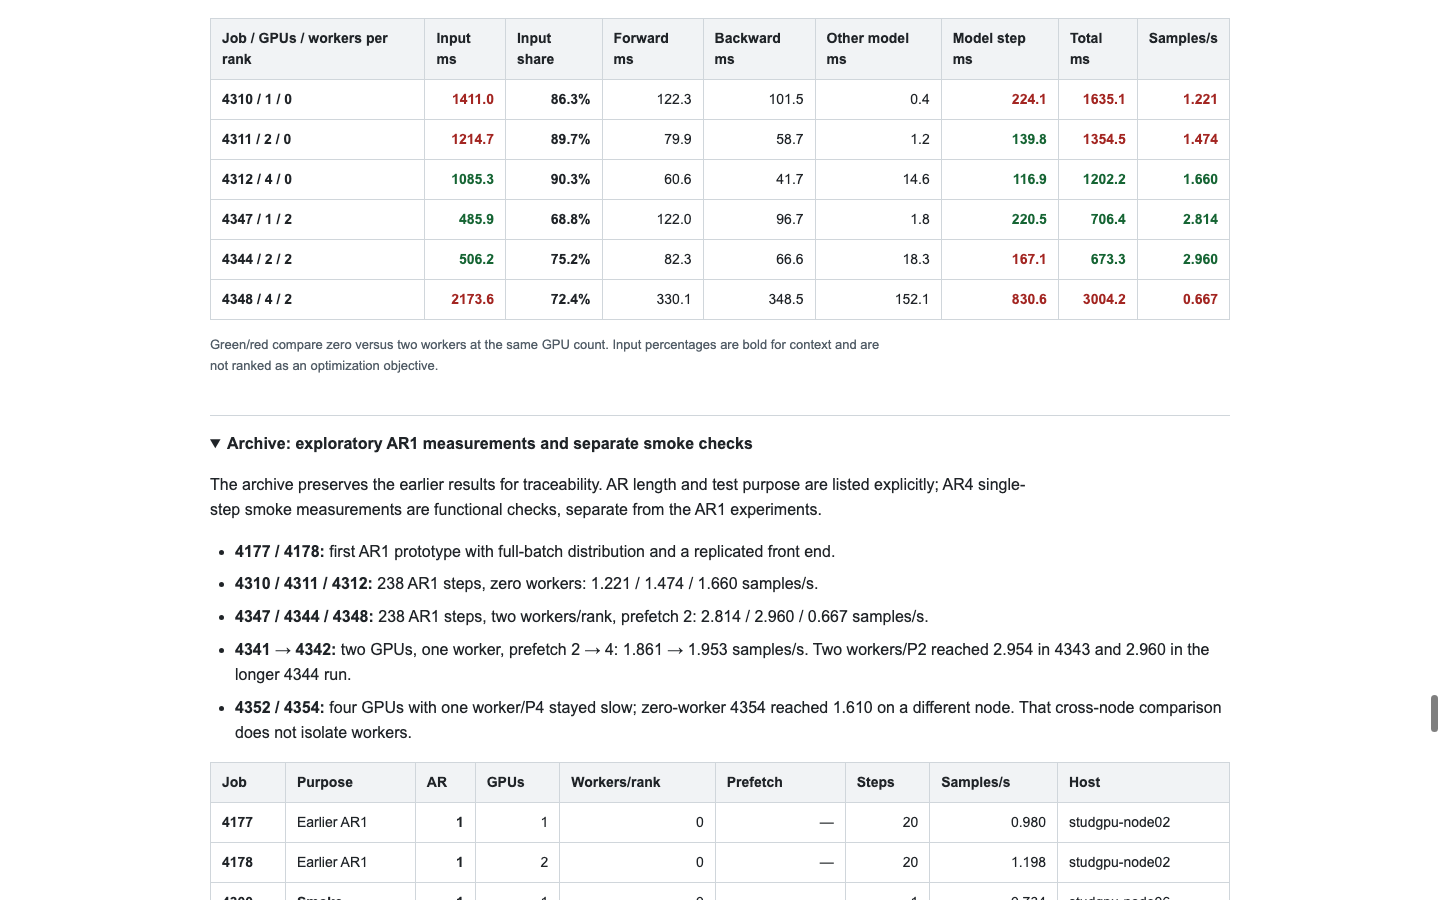 Job / GPUs / workers per rank | Input ms | Input share | Forward ms | Backward ms | Other model ms | Model step ms | Total ms | Samples/s
4310 / 1 / 0 | 1411.0 | 86.3% | 122.3 | 101.5 | 0.4 | 224.1 | 1635.1 | 1.221
4311 / 2 / 0 | 1214.7 | 89.7% | 79.9 | 58.7 | 1.2 | 139.8 | 1354.5 | 1.474
4312 / 4 / 0 | 1085.3 | 90.3% | 60.6 | 41.7 | 14.6 | 116.9 | 1202.2 | 1.660
4347 / 1 / 2 | 485.9 | 68.8% | 122.0 | 96.7 | 1.8 | 220.5 | 706.4 | 2.814
4344 / 2 / 2 | 506.2 | 75.2% | 82.3 | 66.6 | 18.3 | 167.1 | 673.3 | 2.960
4348 / 4 / 2 | 2173.6 | 72.4% | 330.1 | 348.5 | 152.1 | 830.6 | 3004.2 | 0.667
Green/red compare zero versus two workers at the same GPU count. Input percentages are bold for context and are
not ranked as an optimization objective.
▼ Archive: exploratory AR1 measurements and separate smoke checks
The archive preserves the earlier results for traceability. AR length and test purpose are listed explicitly; AR4 single-
step smoke measurements are functional checks, separate from the AR1 experiments.
• 4177 / 4178: first AR1 prototype with full-batch distribution and a replicated front end.
• 4310 / 4311 / 4312: 238 AR1 steps, zero workers: 1.221 / 1.474 / 1.660 samples/s.
• 4347 / 4344 / 4348: 238 AR1 steps, two workers/rank, prefetch 2: 2.814 / 2.960 / 0.667 samples/s.
• 4341 → 4342: two GPUs, one worker, prefetch 2 → 4: 1.861 → 1.953 samples/s. Two workers/P2 reached 2.954 in 4343 and 2.960 in the
longer 4344 run.
• 4352 / 4354: four GPUs with one worker/P4 stayed slow; zero-worker 4354 reached 1.610 on a different node. That cross-node comparison
does not isolate workers.
Job | Purpose | AR | GPUs | Workers/rank | Prefetch | Steps | Samples/s | Host
4177 | Earlier AR1 | 1 | 1 | 0 | — | 20 | 0.980 | studgpu-node02
4178 | Earlier AR1 | 1 | 2 | 0 | — | 20 | 1.198 | studgpu-node02